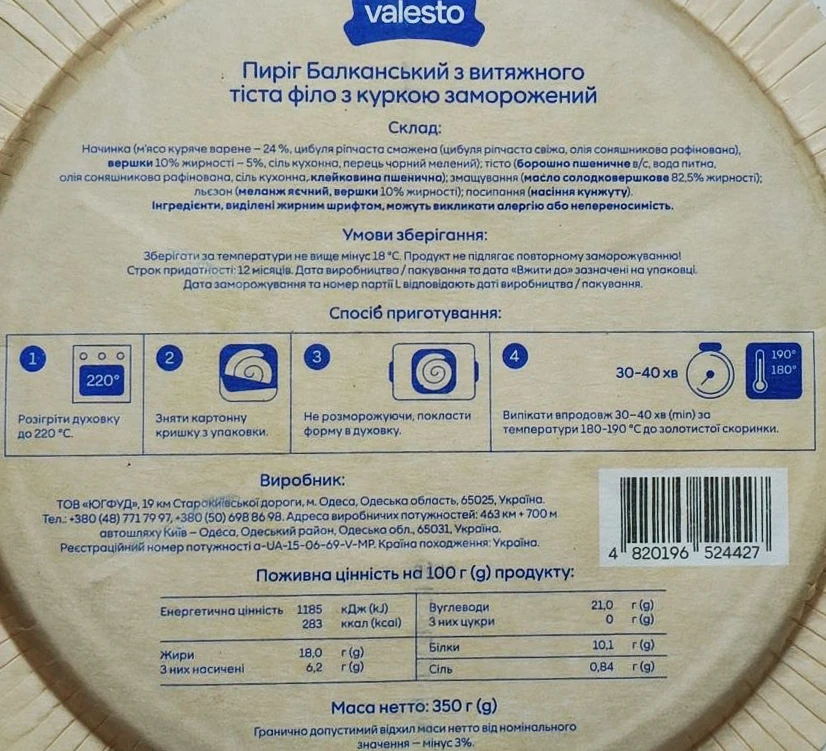 valesto
Пиріг Балканський з витяжного
тіста філо з куркою заморожений
Склад:
Начинка (м'ясо куряче варене – 24 %, цибуля ріпчаста смажена (цибуля ріпчаста свіжа, олія соняшникова рафінована),
вершки 10% жирності – 5%, сіль кухонна, перець чорний мелений); тісто (борошно пшеничне в/с, вода питна,
олія соняшникова рафінована, сіль кухонна, клейковина пшенична); змащування (масло солодковершкове 82,5% жирності);
льєзон (меланж яєчний, вершки 10% жирності); посипання (насіння кунжуту).
Інгредієнти, виділені жирним шрифтом, можуть викликати алергію або непереносимість.
Умови зберігання:
Зберігати за температури не вище мінус 18 °C. Продукт не підлягає повторному заморожуванню!
Строк придатності: 12 місяців. Дата виробництва / пакування та дата «Вжити до» зазначені на упаковці.
Дата заморожування та номер партії L відповідають даті виробництва / пакування.
Спосіб приготування:
1
220°
Розігріти духовку
до 220 °C.
2
Зняти картонну
кришку з упаковки.
3
Не розморожуючи, покласти
форму в духовку.
4
30-40 хв
190°
180°
Випікати впродовж 30-40 хв (min) за
температури 180-190 °C до золотистої скоринки.
Виробник:
ТОВ «ЮГФУД», 19 км Старокиївської дороги, м. Одеса, Одеська область, 65025, Україна.
Тел.: +380 (48) 771 79 97, +380 (50) 698 86 98. Адреса виробничих потужностей: 463 км + 700 м
автошляху Київ – Одеса, Одеський район, Одеська обл., 65031, Україна.
Реєстраційний номер потужності a-UA-15-06-69-V-MP. Країна походження: Україна.
4 820196 524427
Поживна цінність на 100 г (g) продукту:
Енергетична цінність 1185 кДж (kJ)
283 ккал (kcal)
Жири 18,0 г (g)
З них насичені 6,2 г (g)
Вуглеводи 21,0 г (g)
З них цукри 0 г (g)
Білки 10,1 г (g)
Сіль 0,84 г (g)
Маса нетто: 350 г (g)
Гранично допустимий відхил маси нетто від номінального
значення – мінус 3%.